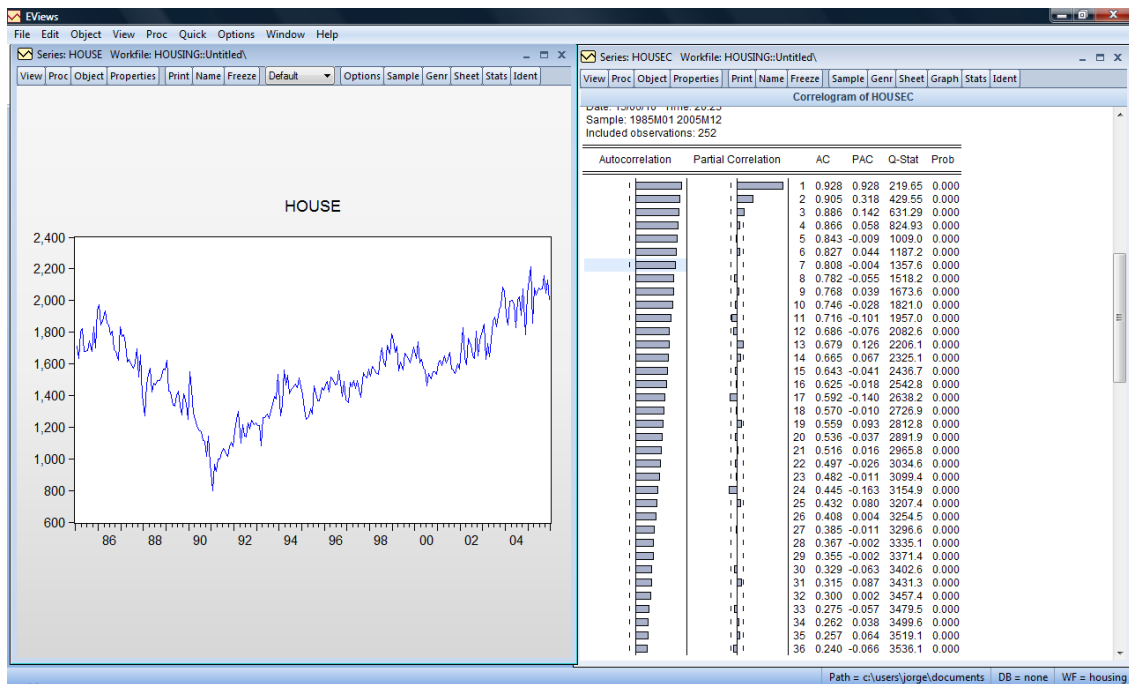 EViews
File Edit Object View Proc Quick Options Window Help
Series: HOUSE Workfile: HOUSING::Untitled\
View Proc Object Properties Print Name Freeze Default Options Sample Genr Sheet Stats Ident
HOUSE
2,400
2,200
2,000
1,800
1,600
1,400
1,200
1,000
800
600
86 88 90 92 94 96 98 00 02 04
Series: HOUSEC Workfile: HOUSING::Untitled\
View Proc Object Properties Print Name Freeze Sample Genr Sheet Graph Stats Ident
Correlogram of HOUSEC
Sample: 1985M01 2005M12
Included observations: 252
Autocorrelation Partial Correlation AC PAC Q-Stat Prob
1 0.928 0.928 219.65 0.000
2 0.905 0.318 429.55 0.000
3 0.886 0.142 631.29 0.000
4 0.866 0.058 824.93 0.000
5 0.843 -0.009 1009.0 0.000
6 0.827 0.044 1187.2 0.000
7 0.808 -0.004 1357.6 0.000
8 0.782 -0.055 1518.2 0.000
9 0.768 0.039 1673.6 0.000
10 0.746 -0.028 1821.0 0.000
11 0.716 -0.101 1957.0 0.000
12 0.686 -0.076 2082.6 0.000
13 0.679 0.126 2206.1 0.000
14 0.665 0.067 2325.1 0.000
15 0.643 -0.041 2436.7 0.000
16 0.625 -0.018 2542.8 0.000
17 0.592 -0.140 2638.2 0.000
18 0.570 -0.010 2726.9 0.000
19 0.559 0.093 2812.8 0.000
20 0.536 -0.037 2891.9 0.000
21 0.516 0.016 2965.8 0.000
22 0.497 -0.026 3034.6 0.000
23 0.482 -0.011 3099.4 0.000
24 0.445 -0.163 3154.9 0.000
25 0.432 0.080 3207.4 0.000
26 0.408 0.004 3254.5 0.000
27 0.385 -0.011 3296.6 0.000
28 0.367 -0.002 3335.1 0.000
29 0.355 -0.002 3371.4 0.000
30 0.329 -0.063 3402.6 0.000
31 0.315 0.087 3431.3 0.000
32 0.300 0.002 3457.4 0.000
33 0.275 -0.057 3479.5 0.000
34 0.262 0.038 3499.6 0.000
35 0.257 0.064 3519.1 0.000
36 0.240 -0.066 3536.1 0.000
Path = c:\users\jorge\documents DB = none WF = housing